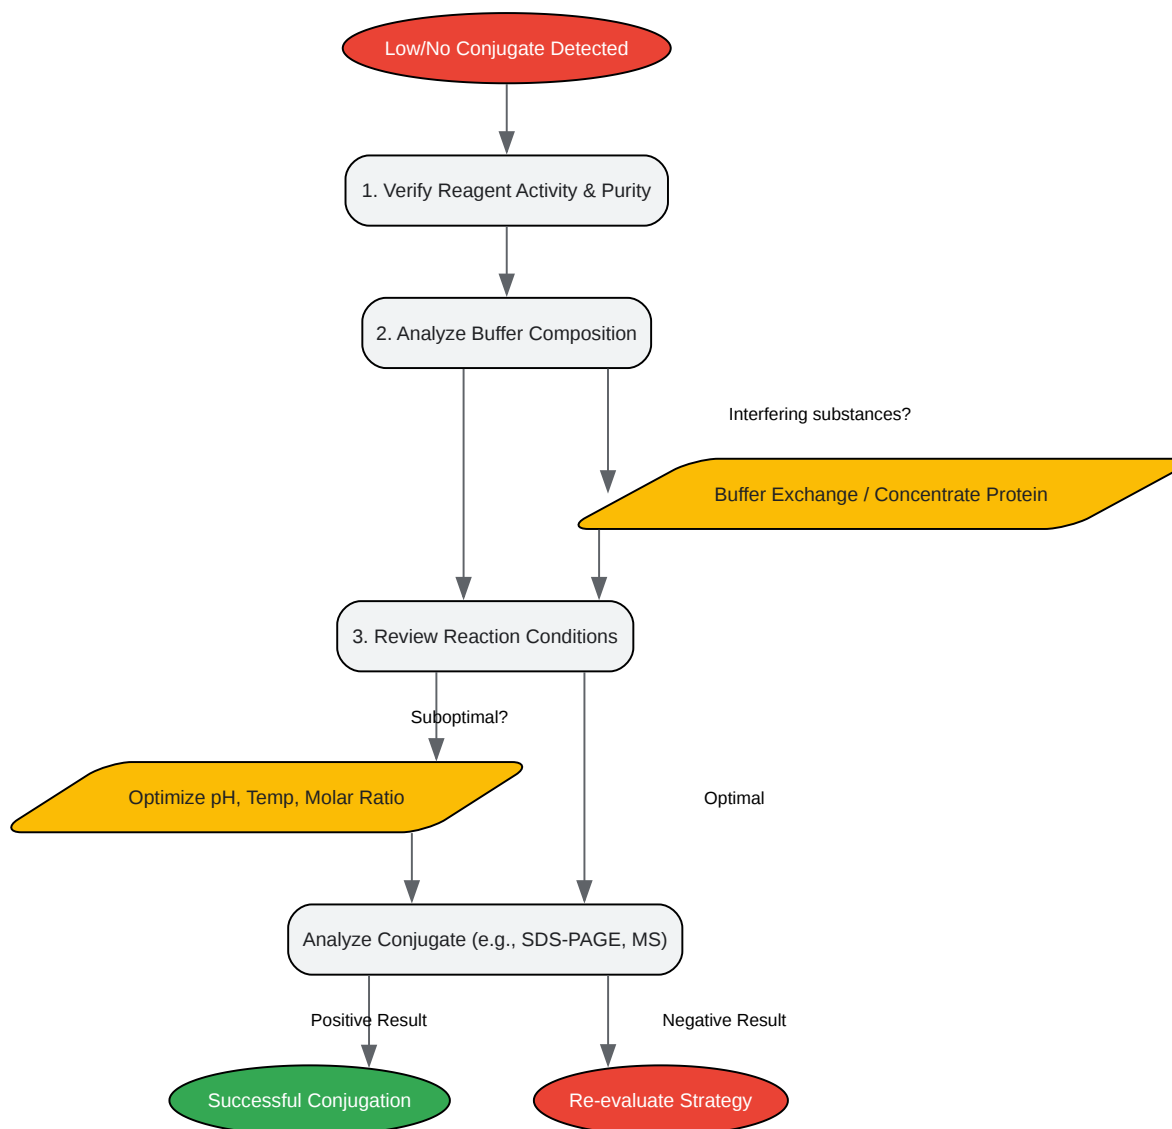 Low/No Conjugate Detected
1. Verify Reagent Activity & Purity
2. Analyze Buffer Composition
Interfering substances?
Buffer Exchange / Concentrate Protein
3. Review Reaction Conditions
Suboptimal?
Optimize pH, Temp, Molar Ratio
Optimal
Analyze Conjugate (e.g., SDS-PAGE, MS)
Positive Result
Negative Result
Successful Conjugation
Re-evaluate Strategy